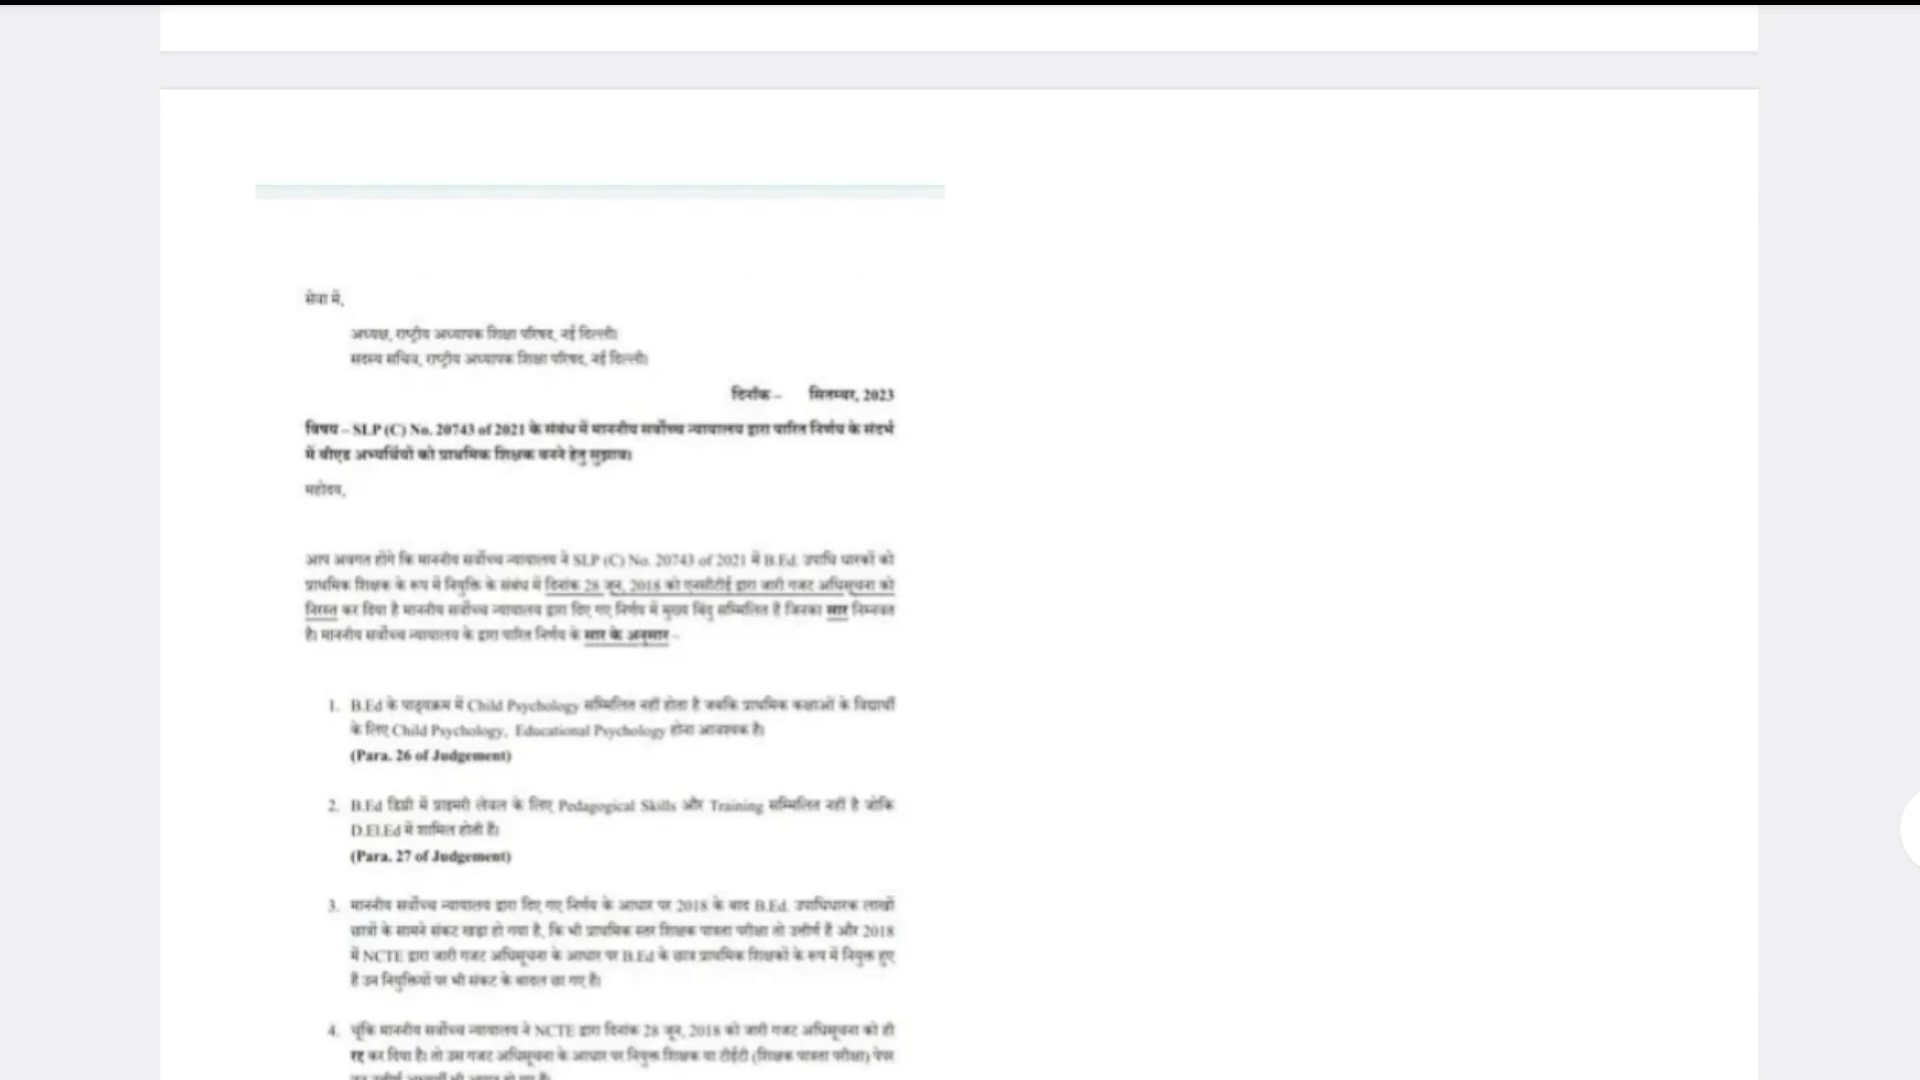 सेवा में,
अध्यक्ष, राष्ट्रीय अध्यापक शिक्षा परिषद, नई दिल्ली।
सदस्य सचिव, राष्ट्रीय अध्यापक शिक्षा परिषद, नई दिल्ली।
दिनांक – सितम्बर, 2023
विषय – SLP (C) No. 20743 of 2021 के संबंध में माननीय सर्वोच्च न्यायालय द्वारा पारित निर्णय के संदर्भ
में बीएड अभ्यर्थियों को प्राथमिक शिक्षक बनने हेतु सुझाव।
महोदय,
आप अवगत होंगे कि माननीय सर्वोच्च न्यायालय ने SLP (C) No. 20743 of 2021 में B.Ed. उपाधि धारकों को
प्राथमिक शिक्षक के रूप में नियुक्ति के संबंध में दिनांक 28 जून, 2018 को एनसीटीई द्वारा जारी गजट अधिसूचना को
निरस्त कर दिया है माननीय सर्वोच्च न्यायालय द्वारा दिए गए निर्णय में मुख्य बिंदु सम्मिलित हैं जिनका सार निम्नवत
है। माननीय सर्वोच्च न्यायालय के द्वारा पारित निर्णय के सार के अनुसार –
1. B.Ed के पाठ्यक्रम में Child Psychology सम्मिलित नहीं होता है जबकि प्राथमिक कक्षाओं के विद्यार्थी
के लिए Child Psychology, Educational Psychology होना आवश्यक है।
(Para. 26 of Judgement)
2. B.Ed डिग्री में प्राइमरी लेवल के लिए Pedagogical Skills और Training सम्मिलित नहीं है जोकि
D.El.Ed में शामिल होती है।
(Para. 27 of Judgement)
3. माननीय सर्वोच्च न्यायालय द्वारा दिए गए निर्णय के आधार पर 2018 के बाद B.Ed. उपाधिधारक लाखों
छात्रों के सामने संकट खड़ा हो गया है, कि भी प्राथमिक स्तर शिक्षक पात्रता परीक्षा तो उत्तीर्ण हैं और 2018
में NCTE द्वारा जारी गजट अधिसूचना के आधार पर B.Ed के छात्र प्राथमिक शिक्षकों के रूप में नियुक्त हुए
हैं उन नियुक्तियों पर भी संकट के बादल छा गए हैं।
4. चूंकि माननीय सर्वोच्च न्यायालय ने NCTE द्वारा दिनांक 28 जून, 2018 को जारी गजट अधिसूचना को ही
रद्द कर दिया है। तो उस गजट अधिसूचना के आधार पर नियुक्त शिक्षक या टीईटी (शिक्षक पात्रता परीक्षा) पेपर